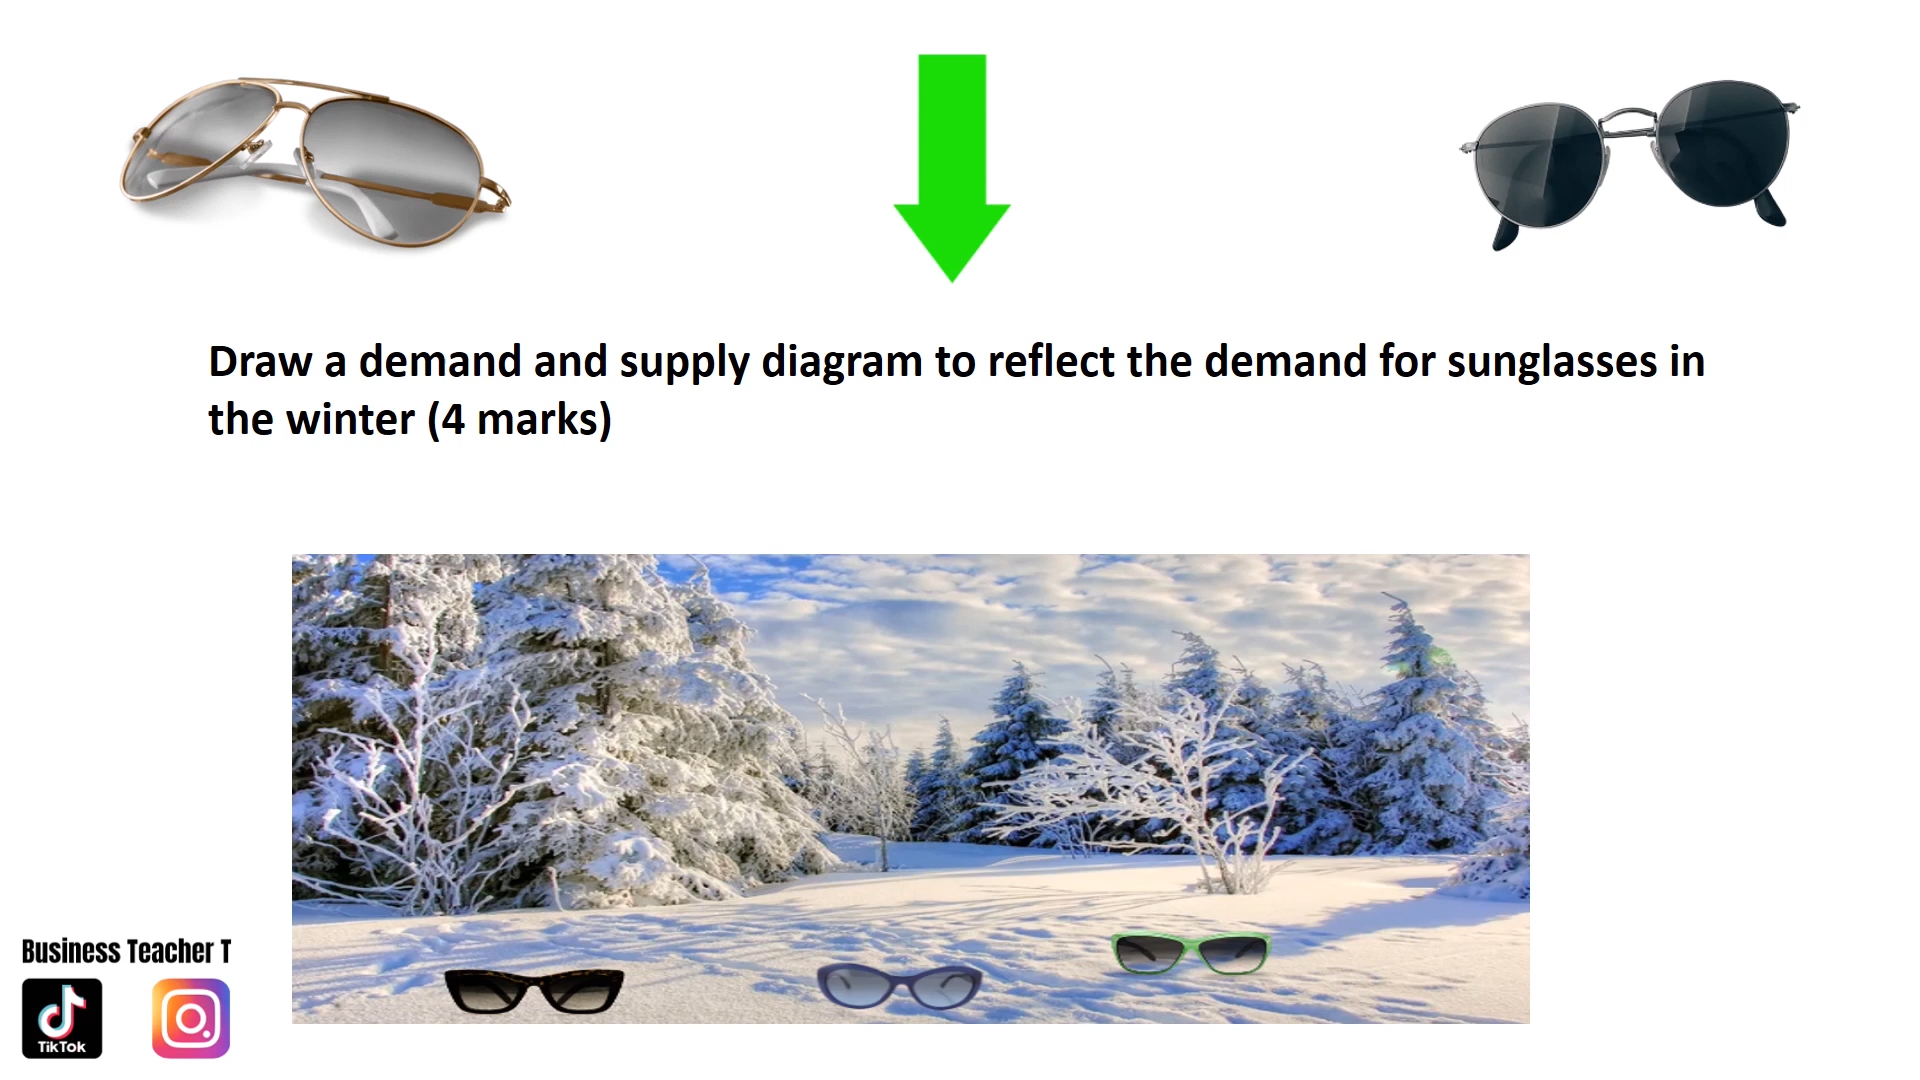 Draw a demand and supply diagram to reflect the demand for sunglasses in
the winter (4 marks)
Business Teacher T
TikTok